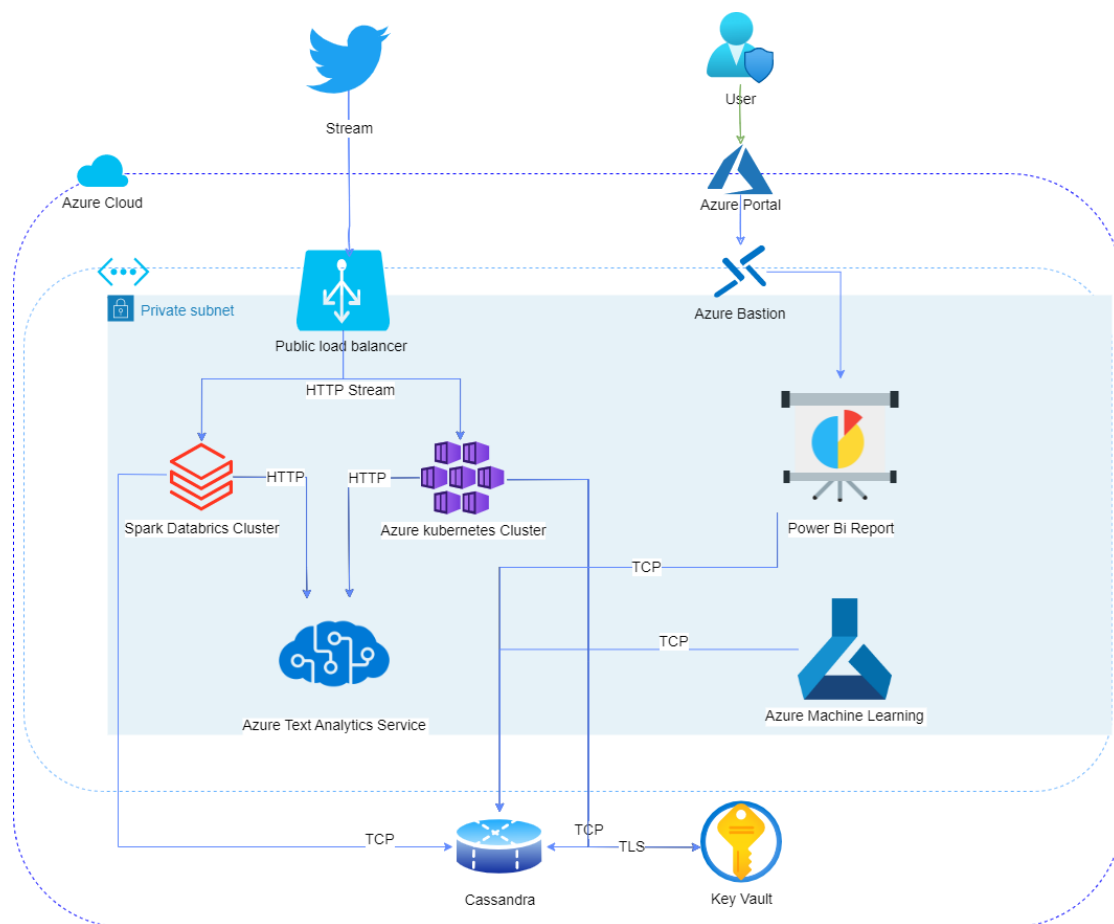 User
Stream
Azure Cloud
Azure Portal
Private subnet
Azure Bastion
Public load balancer
HTTP Stream
HTTP
HTTP
Spark Databrics Cluster
Azure kubernetes Cluster
Power Bi Report
TCP
TCP
Azure Text Analytics Service
Azure Machine Learning
TCP
TCP
TLS
Cassandra
Key Vault